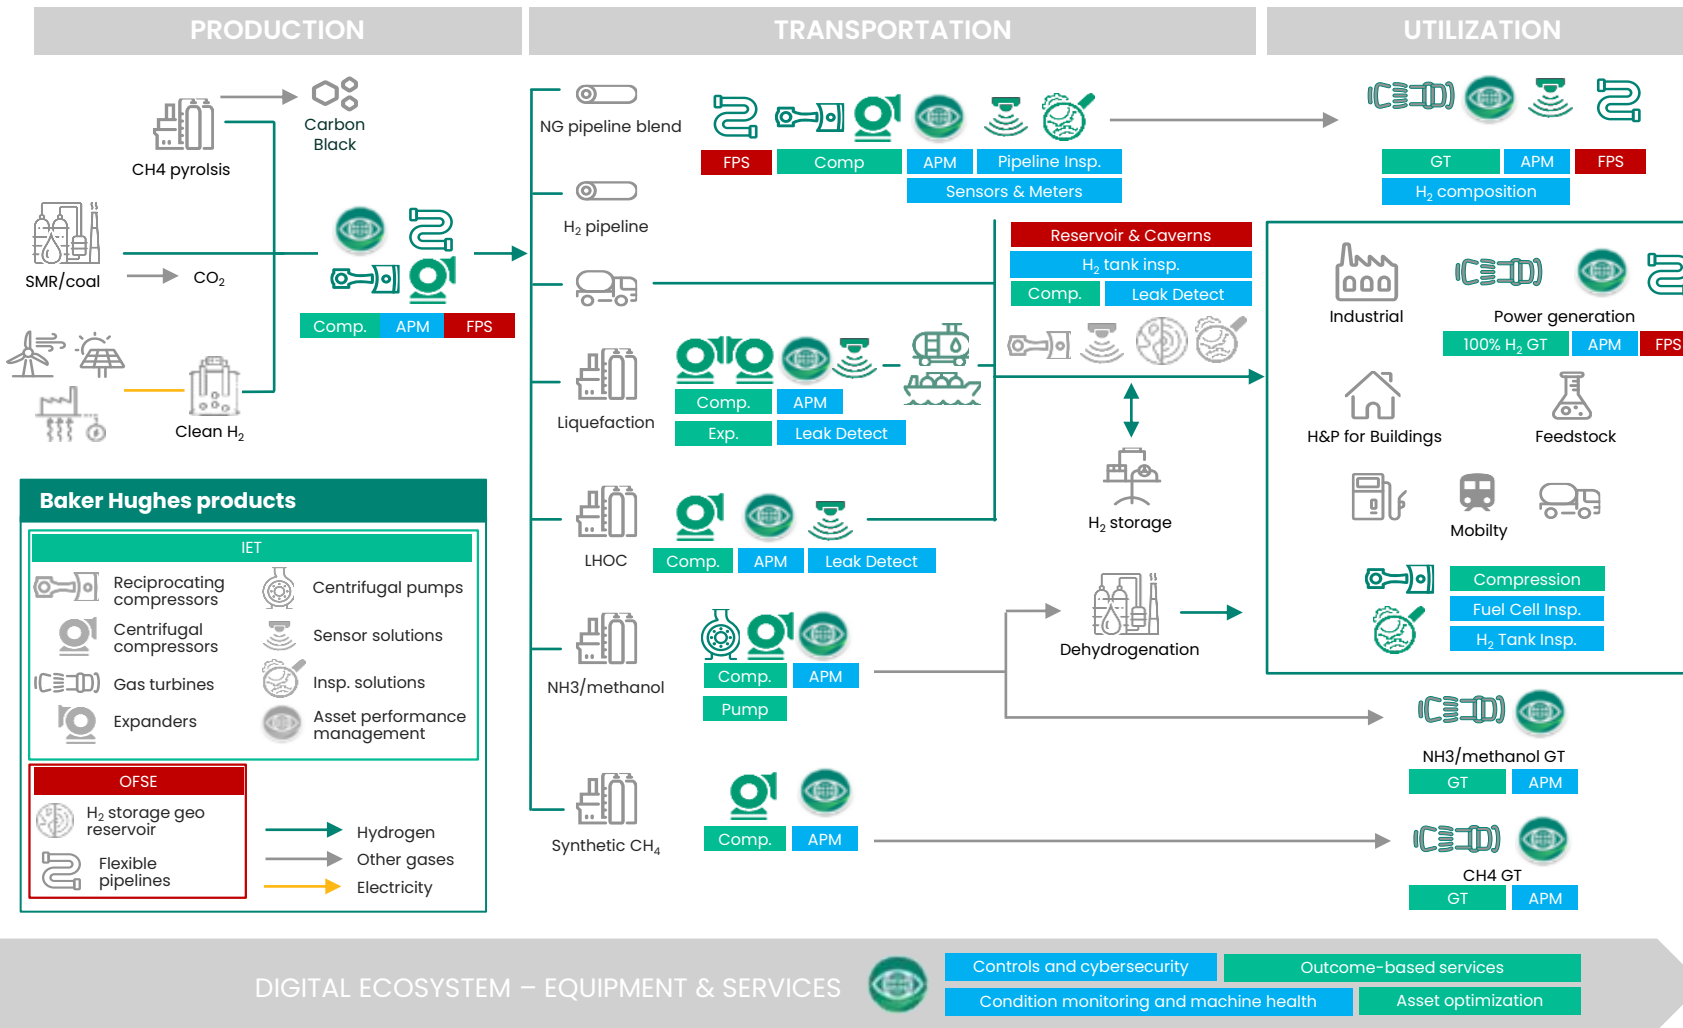 PRODUCTION
TRANSPORTATION
UTILIZATION
Carbon
Black
CH4 pyrolsis
SMR/coal
CO₂
Clean H₂
Comp.
APM
FPS
NG pipeline blend
H₂ pipeline
Liquefaction
LHOC
NH3/methanol
Synthetic CH₄
FPS
Comp
APM
Pipeline Insp.
Sensors & Meters
Reservoir & Caverns
H₂ tank insp.
Comp.
Leak Detect
Comp.
APM
Exp.
Leak Detect
H₂ storage
Comp.
APM
Leak Detect
Comp.
APM
Pump
Dehydrogenation
Comp.
APM
GT
APM
FPS
H₂ composition
Industrial
Power generation
100% H₂ GT
APM
FPS
H&P for Buildings
Feedstock
Mobilty
Compression
Fuel Cell Insp.
H₂ Tank Insp.
NH3/methanol GT
GT
APM
CH4 GT
GT
APM
Baker Hughes products
IET
Reciprocating
compressors
Centrifugal pumps
Centrifugal
compressors
Sensor solutions
Gas turbines
Insp. solutions
Expanders
Asset performance
management
OFSE
H₂ storage geo
reservoir
Flexible
pipelines
Hydrogen
Other gases
Electricity
DIGITAL ECOSYSTEM – EQUIPMENT & SERVICES
Controls and cybersecurity
Outcome-based services
Condition monitoring and machine health
Asset optimization